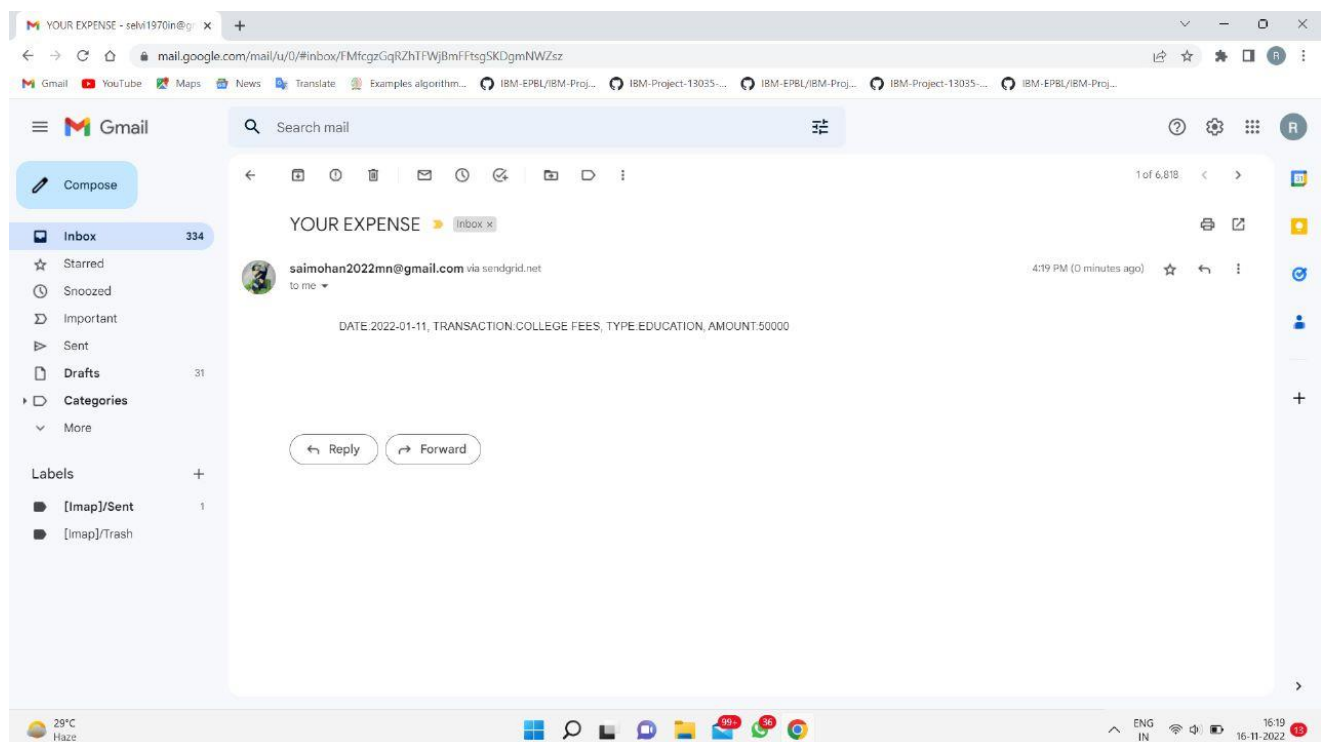 YOUR EXPENSE - selvi1970in@g
mail.google.com/mail/u/0/#inbox/FMfcgzGqRZhTFWjBmFFtsgSKDgmNWZsz
R
Gmail YouTube Maps News Translate Examples algorithm... IBM-EPBL/IBM-Proj... IBM-Project-13035-... IBM-EPBL/IBM-Proj... IBM-Project-13035-... IBM-EPBL/IBM-Proj...
Gmail Search mail R
Compose 1 of 6,818
YOUR EXPENSE Inbox x
Inbox 334
Starred saimohan2022mn@gmail.com via sendgrid.net 4:19 PM (0 minutes ago)
Snoozed to me
Important DATE:2022-01-11, TRANSACTION:COLLEGE FEES, TYPE:EDUCATION, AMOUNT:50000
Sent
Drafts 31
Categories
More
Reply Forward
Labels
[Imap]/Sent 1
[Imap]/Trash
29°C
Haze
99+ 36
ENG
IN
16:19
16-11-2022
13